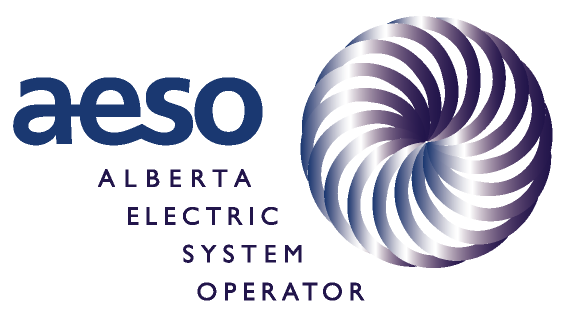 aeso
ALBERTA
ELECTRIC
SYSTEM
OPERATOR